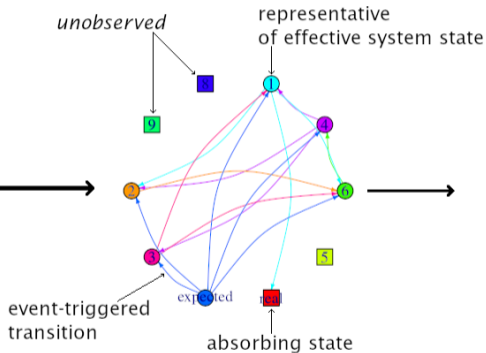 representative
of effective system state
unobserved
8
1
9
4
2
6
3
5
expected
real
event-triggered
transition
absorbing state